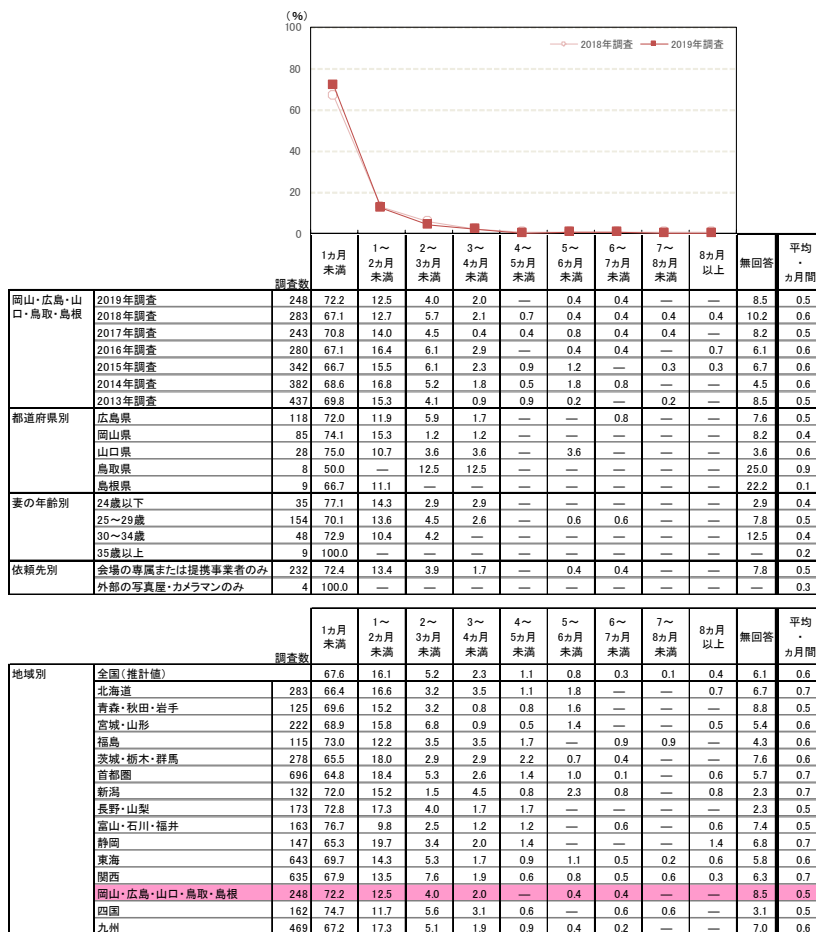 (%)
100
2018年調査 2019年調査
80
60
40
20
0
調査数 1ヵ月未満 1～2ヵ月未満 2～3ヵ月未満 3～4ヵ月未満 4～5ヵ月未満 5～6ヵ月未満 6～7ヵ月未満 7～8ヵ月未満 8ヵ月以上 無回答 平均・ヵ月間
岡山・広島・山口・鳥取・島根 2019年調査 248 72.2 12.5 4.0 2.0 — 0.4 0.4 — — 8.5 0.5
2018年調査 283 67.1 12.7 5.7 2.1 0.7 0.4 0.4 0.4 0.4 10.2 0.6
2017年調査 243 70.8 14.0 4.5 0.4 0.4 0.8 0.4 0.4 — 8.2 0.5
2016年調査 280 67.1 16.4 6.1 2.9 — 0.4 0.4 — 0.7 6.1 0.6
2015年調査 342 66.7 15.5 6.1 2.3 0.9 1.2 — 0.3 0.3 6.7 0.6
2014年調査 382 68.6 16.8 5.2 1.8 0.5 1.8 0.8 — — 4.5 0.6
2013年調査 437 69.8 15.3 4.1 0.9 0.9 0.2 — 0.2 — 8.5 0.5
都道府県別 広島県 118 72.0 11.9 5.9 1.7 — — 0.8 — — 7.6 0.5
岡山県 85 74.1 15.3 1.2 1.2 — — — — — 8.2 0.4
山口県 28 75.0 10.7 3.6 3.6 — 3.6 — — — 3.6 0.6
鳥取県 8 50.0 — 12.5 12.5 — — — — — 25.0 0.9
島根県 9 66.7 11.1 — — — — — — — 22.2 0.1
妻の年齢別 24歳以下 35 77.1 14.3 2.9 2.9 — — — — — 2.9 0.4
25～29歳 154 70.1 13.6 4.5 2.6 — 0.6 0.6 — — 7.8 0.5
30～34歳 48 72.9 10.4 4.2 — — — — — — 12.5 0.4
35歳以上 9 100.0 — — — — — — — — — 0.2
依頼先別 会場の専属または提携事業者のみ 232 72.4 13.4 3.9 1.7 — 0.4 0.4 — — 7.8 0.5
外部の写真屋・カメラマンのみ 4 100.0 — — — — — — — — — 0.3
調査数 1ヵ月未満 1～2ヵ月未満 2～3ヵ月未満 3～4ヵ月未満 4～5ヵ月未満 5～6ヵ月未満 6～7ヵ月未満 7～8ヵ月未満 8ヵ月以上 無回答 平均・ヵ月間
地域別 全国(推計値) 67.6 16.1 5.2 2.3 1.1 0.8 0.3 0.1 0.4 6.1 0.6
北海道 283 66.4 16.6 3.2 3.5 1.1 1.8 — — 0.7 6.7 0.7
青森・秋田・岩手 125 69.6 15.2 3.2 0.8 0.8 1.6 — — — 8.8 0.5
宮城・山形 222 68.9 15.8 6.8 0.9 0.5 1.4 — — 0.5 5.4 0.6
福島 115 73.0 12.2 3.5 3.5 1.7 — 0.9 0.9 — 4.3 0.6
茨城・栃木・群馬 278 65.5 18.0 2.9 2.9 2.2 0.7 0.4 — — 7.6 0.6
首都圏 696 64.8 18.4 5.3 2.6 1.4 1.0 0.1 — 0.6 5.7 0.7
新潟 132 72.0 15.2 1.5 4.5 0.8 2.3 0.8 — 0.8 2.3 0.7
長野・山梨 173 72.8 17.3 4.0 1.7 1.7 — — — — 2.3 0.5
富山・石川・福井 163 76.7 9.8 2.5 1.2 1.2 — 0.6 — 0.6 7.4 0.5
静岡 147 65.3 19.7 3.4 2.0 1.4 — — — 1.4 6.8 0.7
東海 643 69.7 14.3 5.3 1.7 0.9 1.1 0.5 0.2 0.6 5.8 0.6
関西 635 67.9 13.5 7.6 1.9 0.6 0.8 0.5 0.6 0.3 6.3 0.7
岡山・広島・山口・鳥取・島根 248 72.2 12.5 4.0 2.0 — 0.4 0.4 — — 8.5 0.5
四国 162 74.7 11.7 5.6 3.1 0.6 — 0.6 0.6 — 3.1 0.5
九州 469 67.2 17.3 5.1 1.9 0.9 0.4 0.2 — — 7.0 0.6